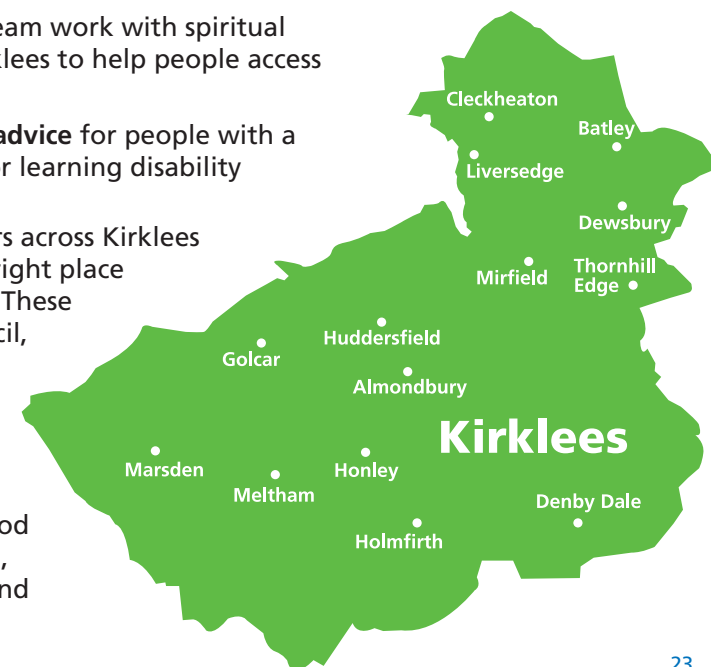 eam work with spiritual
klees to help people access
advice for people with a
r learning disability
rs across Kirklees
ight place
These
cil,
od
,
nd
Cleckheaton
Batley
Liversedge
Dewsbury
Mirfield
Thornhill
Edge
Huddersfield
Golcar
Almondbury
Kirklees
Marsden
Honley
Meltham
Denby Dale
Holmfirth
23